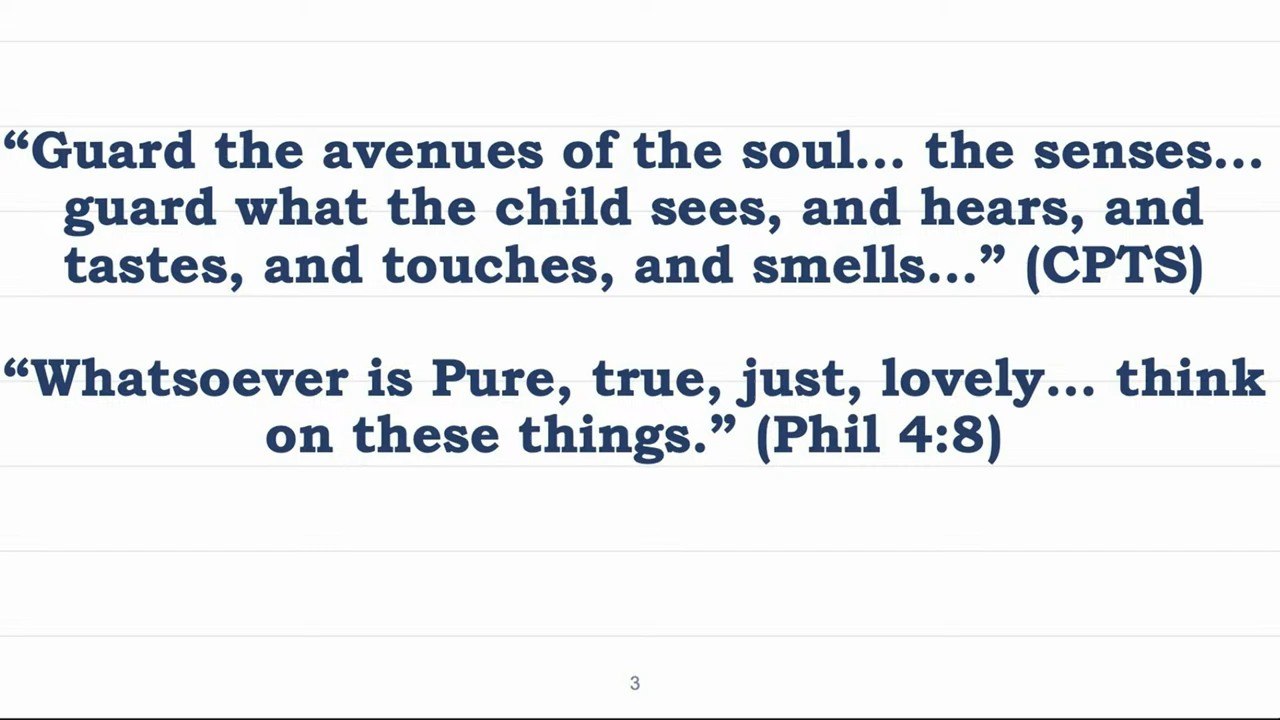 “Guard the avenues of the soul... the senses...
guard what the child sees, and hears, and
tastes, and touches, and smells...” (CPTS)
“Whatsoever is Pure, true, just, lovely... think
on these things.” (Phil 4:8)
3